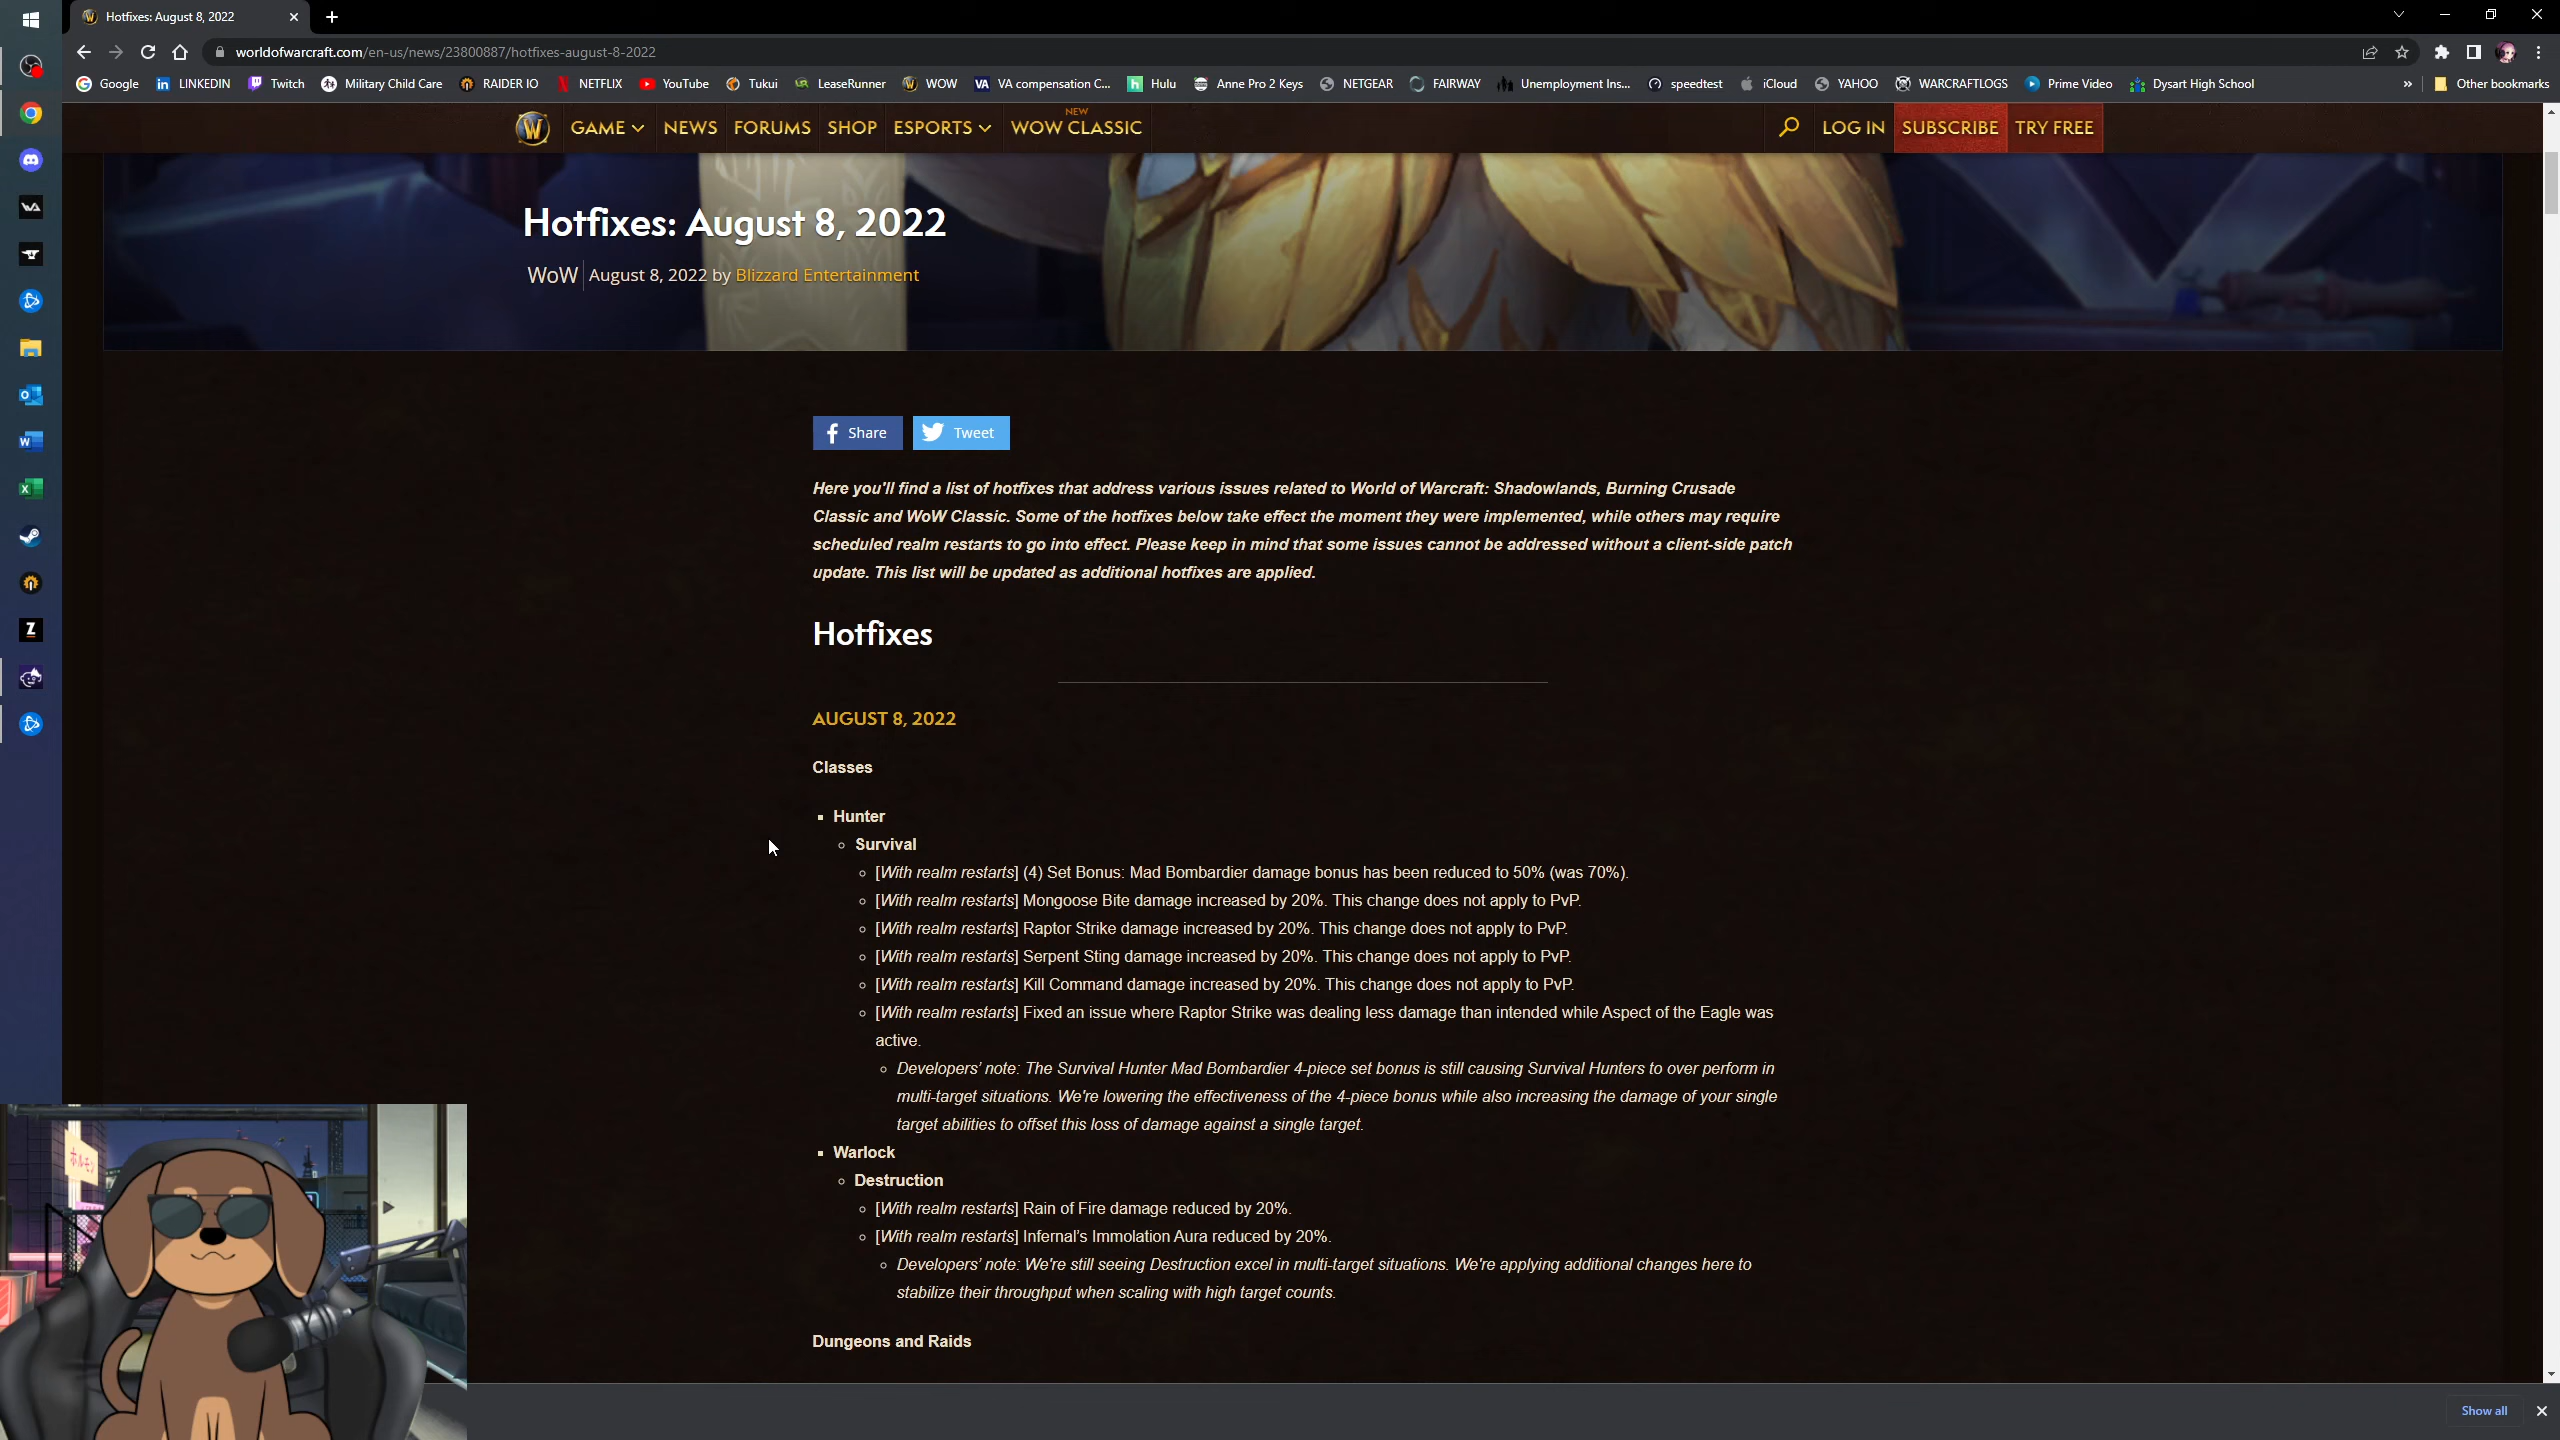 Hotfixes: August 8, 2022
worldofwarcraft.com/en-us/news/23800887/hotfixes-august-8-2022
Google LINKEDIN Twitch Military Child Care RAIDER IO NETFLIX YouTube Tukui LeaseRunner WOW VA VA compensation C... Hulu Anne Pro 2 Keys NETGEAR FAIRWAY Unemployment Ins... speedtest iCloud YAHOO WARCRAFTLOGS Prime Video Dysart High School » Other bookmarks
NEW
GAME NEWS FORUMS SHOP ESPORTS WOW CLASSIC LOG IN SUBSCRIBE TRY FREE
Hotfixes: August 8, 2022
WoW August 8, 2022 by Blizzard Entertainment
Share Tweet
Here you'll find a list of hotfixes that address various issues related to World of Warcraft: Shadowlands, Burning Crusade
Classic and WoW Classic. Some of the hotfixes below take effect the moment they were implemented, while others may require
scheduled realm restarts to go into effect. Please keep in mind that some issues cannot be addressed without a client-side patch
update. This list will be updated as additional hotfixes are applied.
Hotfixes
AUGUST 8, 2022
Classes
Hunter
Survival
[With realm restarts] (4) Set Bonus: Mad Bombardier damage bonus has been reduced to 50% (was 70%).
[With realm restarts] Mongoose Bite damage increased by 20%. This change does not apply to PvP.
[With realm restarts] Raptor Strike damage increased by 20%. This change does not apply to PvP.
[With realm restarts] Serpent Sting damage increased by 20%. This change does not apply to PvP.
[With realm restarts] Kill Command damage increased by 20%. This change does not apply to PvP.
[With realm restarts] Fixed an issue where Raptor Strike was dealing less damage than intended while Aspect of the Eagle was
active.
Developers' note: The Survival Hunter Mad Bombardier 4-piece set bonus is still causing Survival Hunters to over perform in
multi-target situations. We're lowering the effectiveness of the 4-piece bonus while also increasing the damage of your single
target abilities to offset this loss of damage against a single target.
Warlock
Destruction
[With realm restarts] Rain of Fire damage reduced by 20%.
[With realm restarts] Infernal's Immolation Aura reduced by 20%.
Developers' note: We're still seeing Destruction excel in multi-target situations. We're applying additional changes here to
stabilize their throughput when scaling with high target counts.
Dungeons and Raids
ホルモン
Show all